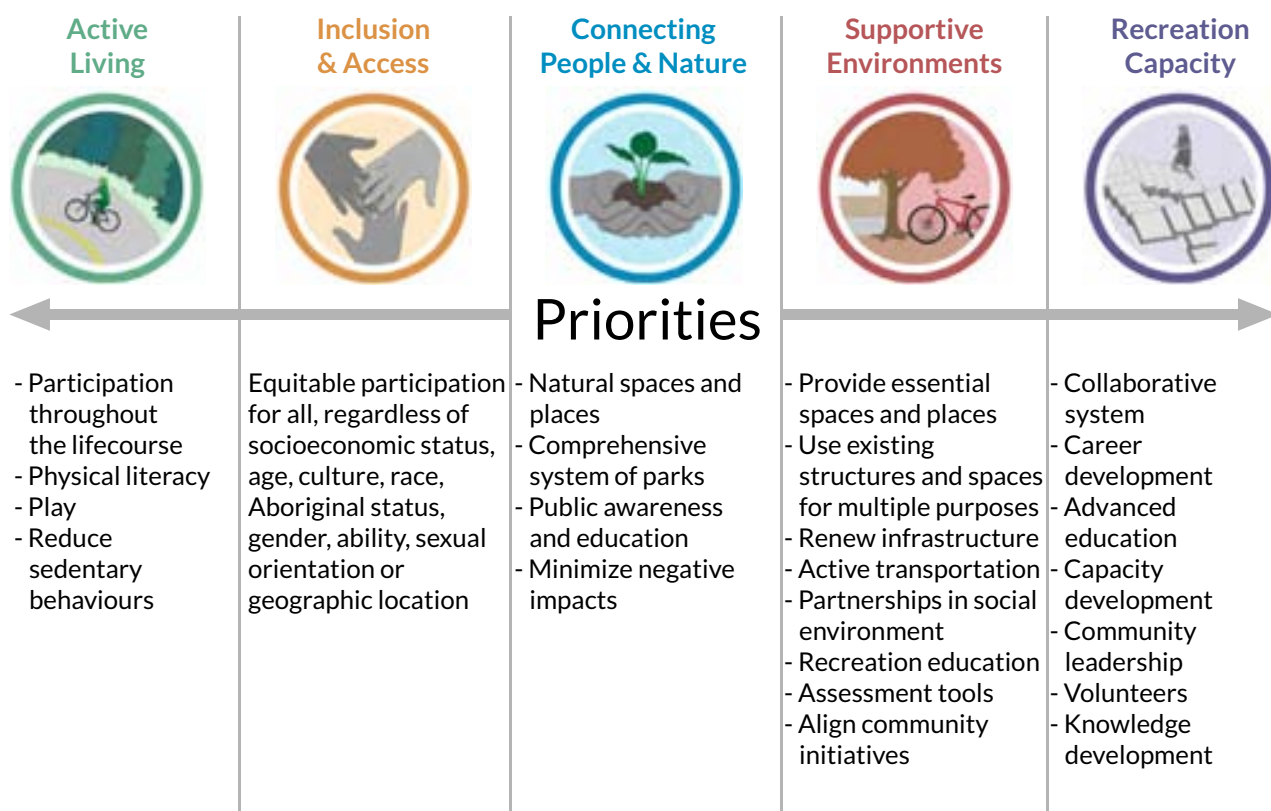 Active
Living
Inclusion
& Access
Connecting
People & Nature
Supportive
Environments
Recreation
Capacity
Priorities
- Participation
throughout
the lifecourse
- Physical literacy
- Play
- Reduce
sedentary
behaviours
Equitable participation
for all, regardless of
socioeconomic status,
age, culture, race,
Aboriginal status,
gender, ability, sexual
orientation or
geographic location
- Natural spaces and
places
- Comprehensive
system of parks
- Public awareness
and education
- Minimize negative
impacts
- Provide essential
spaces and places
- Use existing
structures and spaces
for multiple purposes
- Renew infrastructure
- Active transportation
- Partnerships in social
environment
- Recreation education
- Assessment tools
- Align community
initiatives
- Collaborative
system
- Career
development
- Advanced
education
- Capacity
development
- Community
leadership
- Volunteers
- Knowledge
development